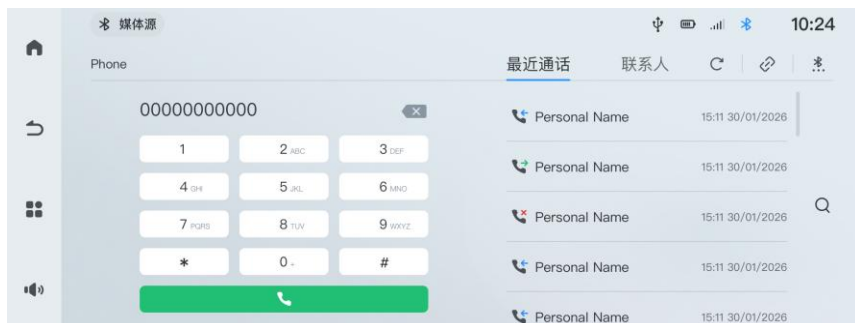 媒体源
10:24
Phone
最近通话 联系人
00000000000
1 2 ABC 3 DEF
4 GHI 5 JKL 6 MNO
7 PQRS 8 TUV 9 WXYZ
* 0 - #
Personal Name 15:11 30/01/2026
Personal Name 15:11 30/01/2026
Personal Name 15:11 30/01/2026
Personal Name 15:11 30/01/2026
Personal Name 15:11 30/01/2026